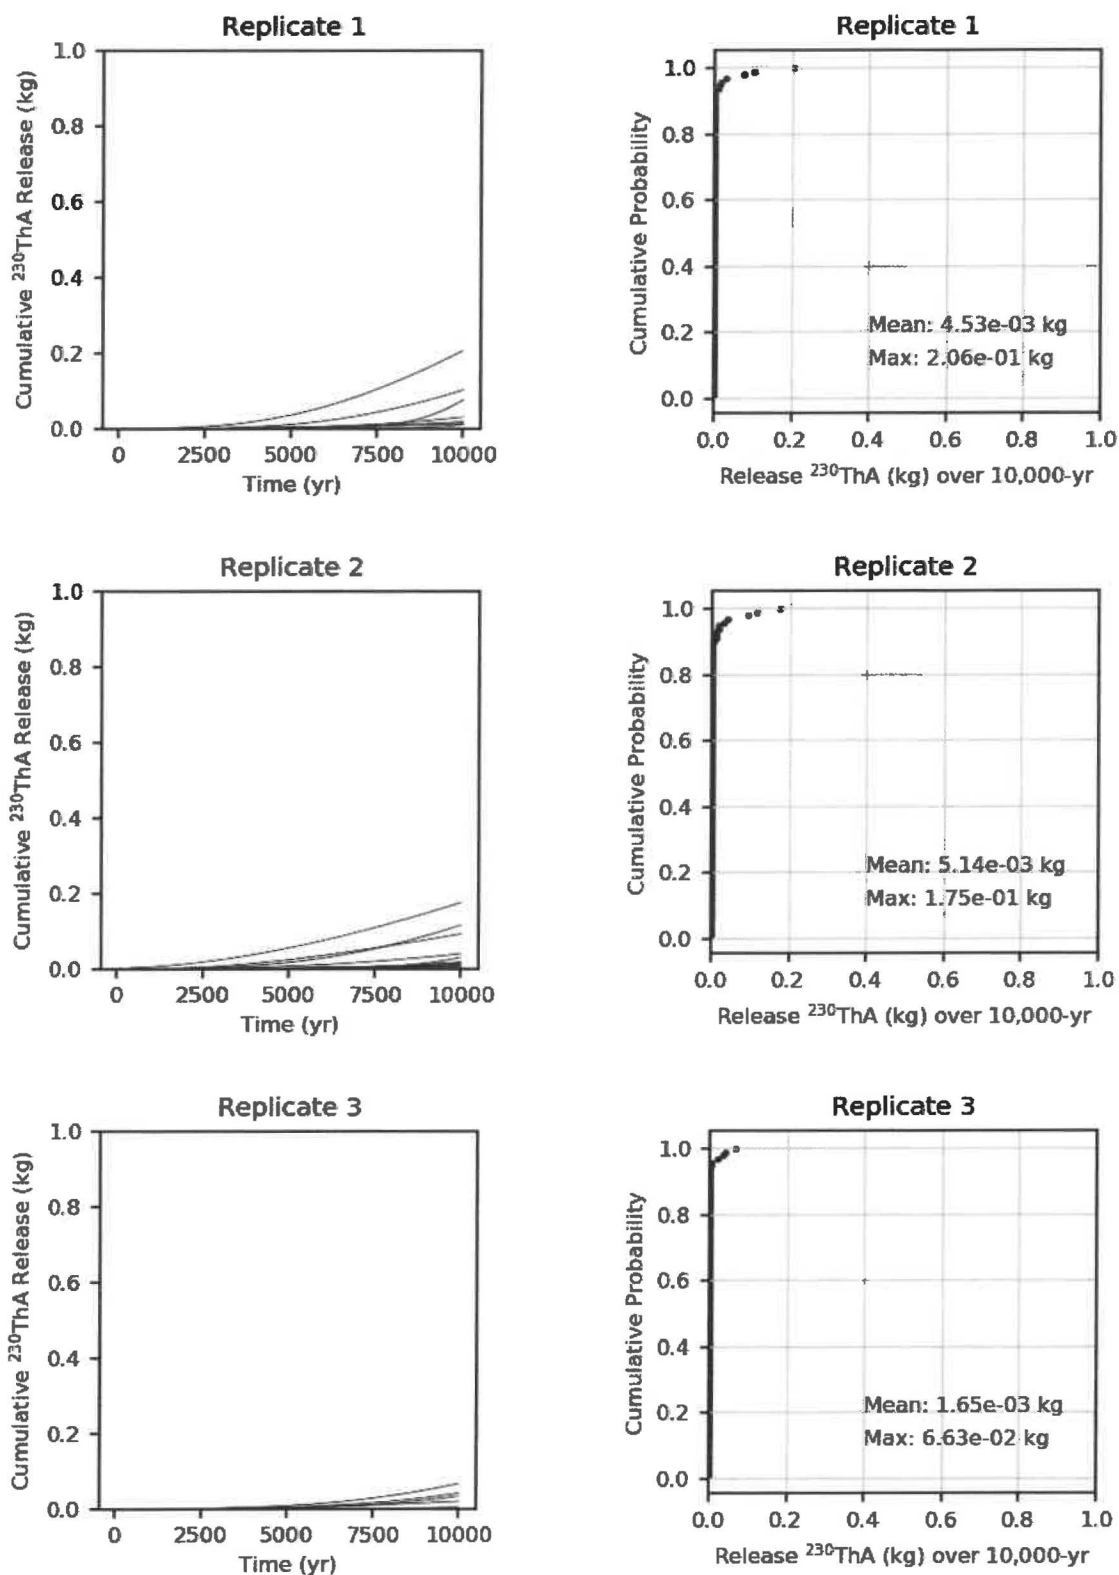 Replicate 1
Cumulative ²³⁰ThA Release (kg)
1.0
0.8
0.6
0.4
0.2
0.0
0 2500 5000 7500 10000
Time (yr)
Replicate 1
Cumulative Probability
1.0
0.8
0.6
0.4
0.2
0.0
Mean: 4.53e-03 kg
Max: 2.06e-01 kg
0.0 0.2 0.4 0.6 0.8 1.0
Release ²³⁰ThA (kg) over 10,000-yr
Replicate 2
Cumulative ²³⁰ThA Release (kg)
1.0
0.8
0.6
0.4
0.2
0.0
0 2500 5000 7500 10000
Time (yr)
Replicate 2
Cumulative Probability
1.0
0.8
0.6
0.4
0.2
0.0
Mean: 5.14e-03 kg
Max: 1.75e-01 kg
0.0 0.2 0.4 0.6 0.8 1.0
Release ²³⁰ThA (kg) over 10,000-yr
Replicate 3
Cumulative ²³⁰ThA Release (kg)
1.0
0.8
0.6
0.4
0.2
0.0
0 2500 5000 7500 10000
Time (yr)
Replicate 3
Cumulative Probability
1.0
0.8
0.6
0.4
0.2
0.0
Mean: 1.65e-03 kg
Max: 6.63e-02 kg
0.0 0.2 0.4 0.6 0.8 1.0
Release ²³⁰ThA (kg) over 10,000-yr